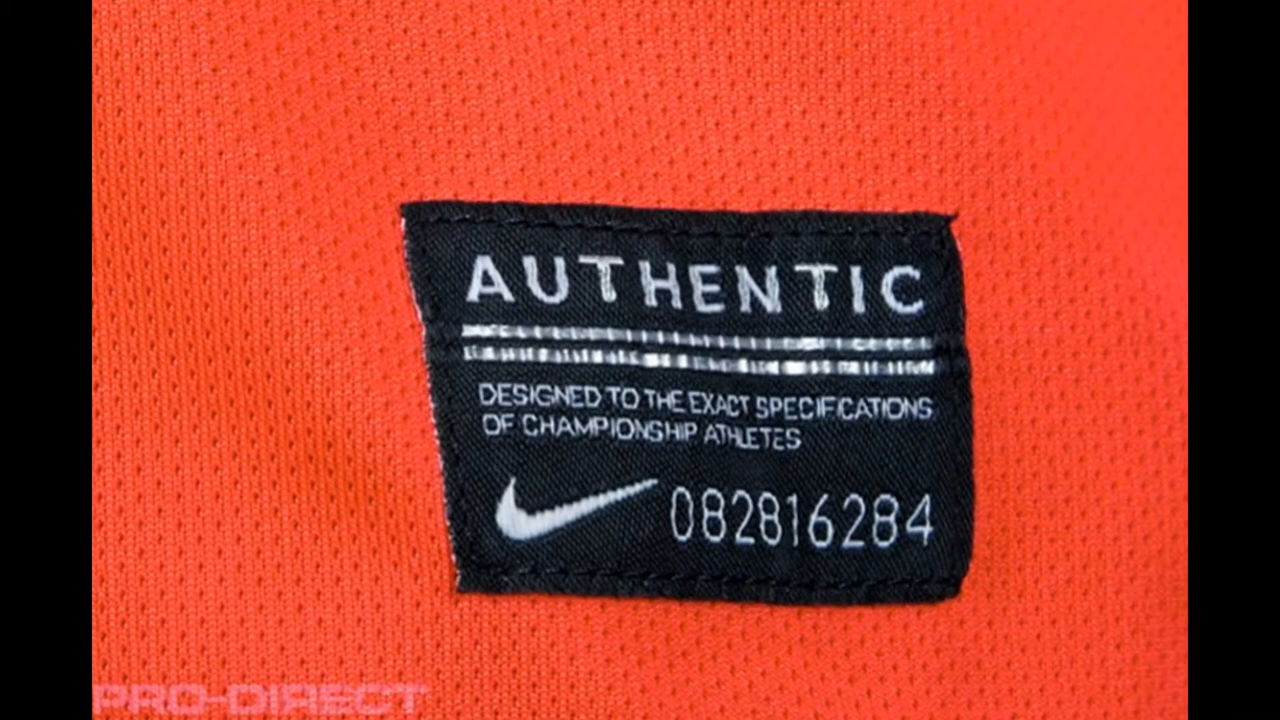 AUTHENTIC
DESIGNED TO THE EXACT SPECIFICATIONS
OF CHAMPIONSHIP ATHLETES
082816284
PRO-DIRECT